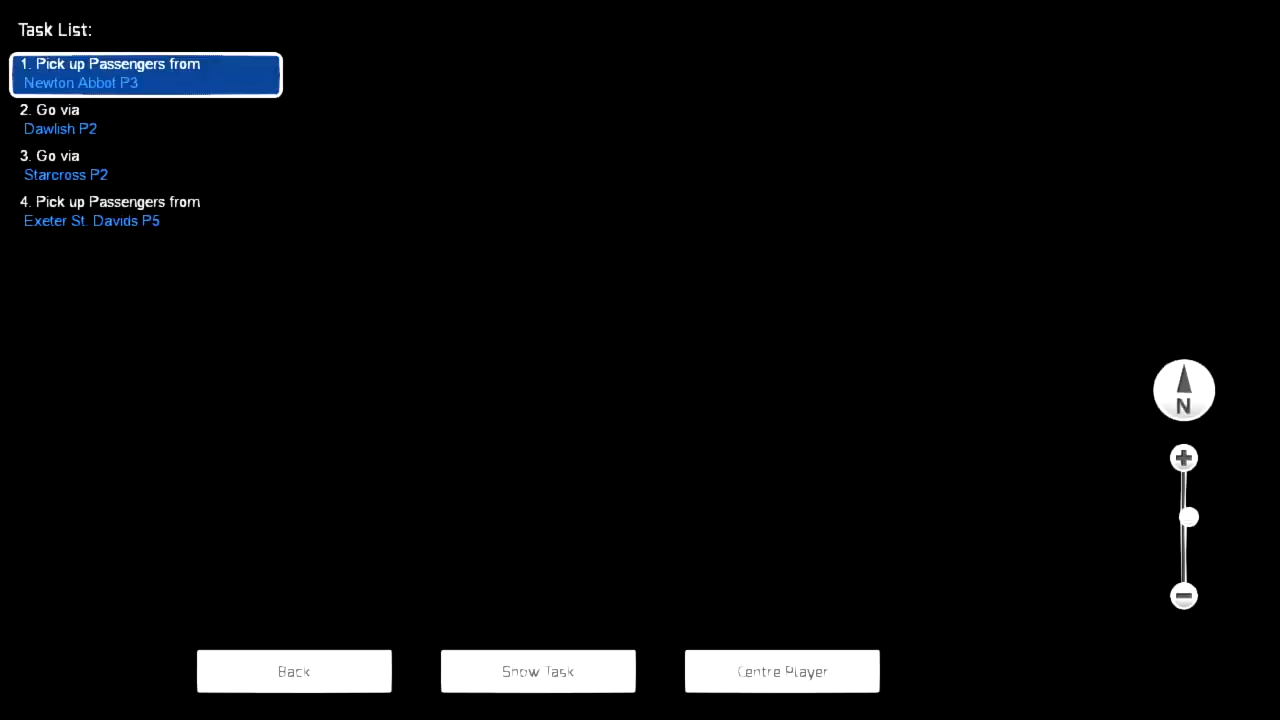 Task List:
1. Pick up Passengers from
Newton Abbot P3
2. Go via
Dawlish P2
3. Go via
Starcross P2
4. Pick up Passengers from
Exeter St. Davids P5
N
Back
Show Task
Centre Player